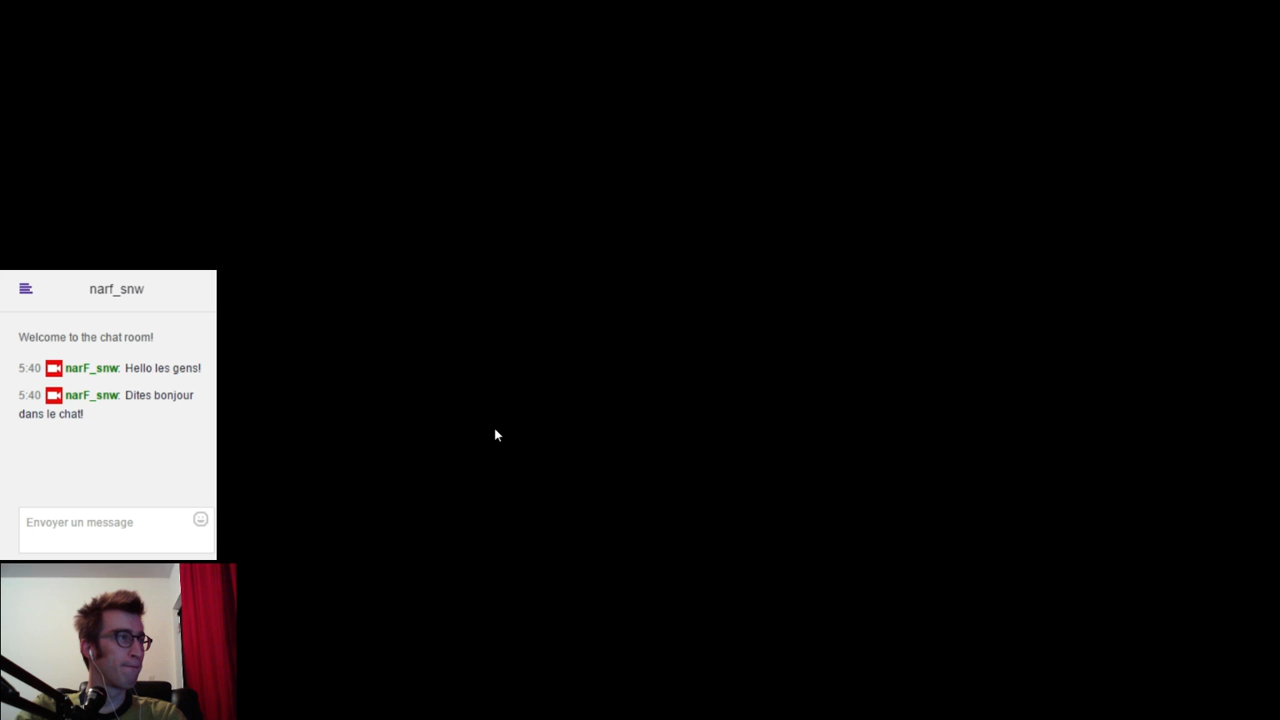 narf_snw
Welcome to the chat room!
5:40 narF_snw: Hello les gens!
5:40 narF_snw: Dites bonjour
dans le chat!
Envoyer un message